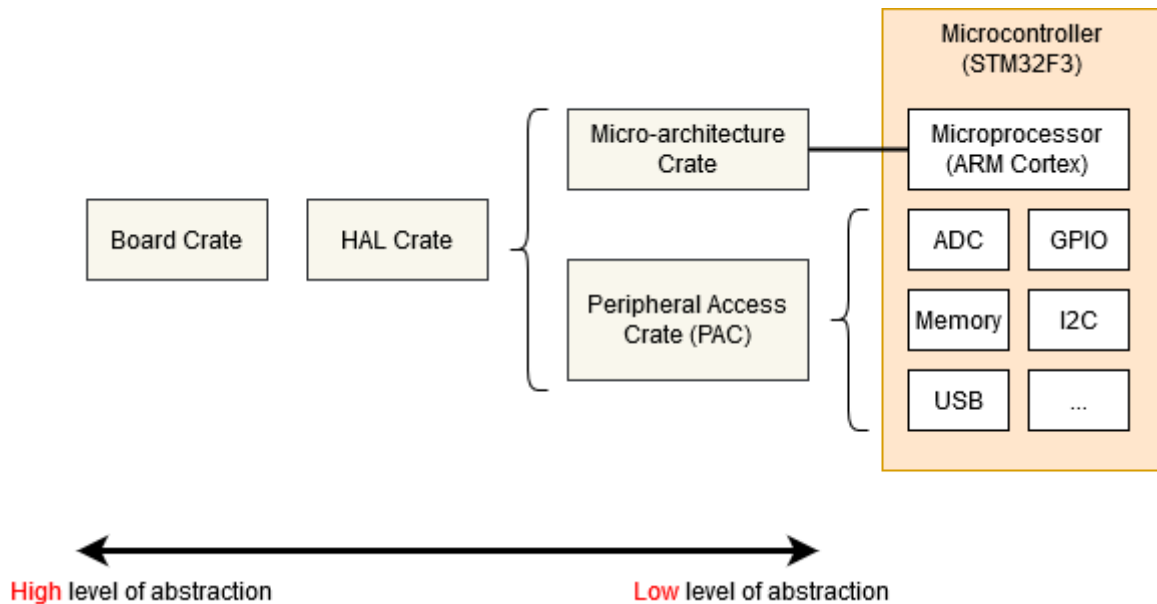 Microcontroller
(STM32F3)
Micro-architecture
Crate
Microprocessor
(ARM Cortex)
Board Crate
HAL Crate
ADC
GPIO
Peripheral Access
Crate (PAC)
Memory
I2C
USB
...
High level of abstraction
Low level of abstraction